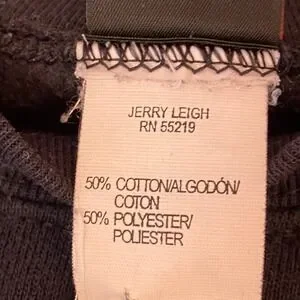 JERRY LEIGH
RN 55219
50% COTTON/ALGODÓN/
COTON
50% POLYESTER/
POLIESTER